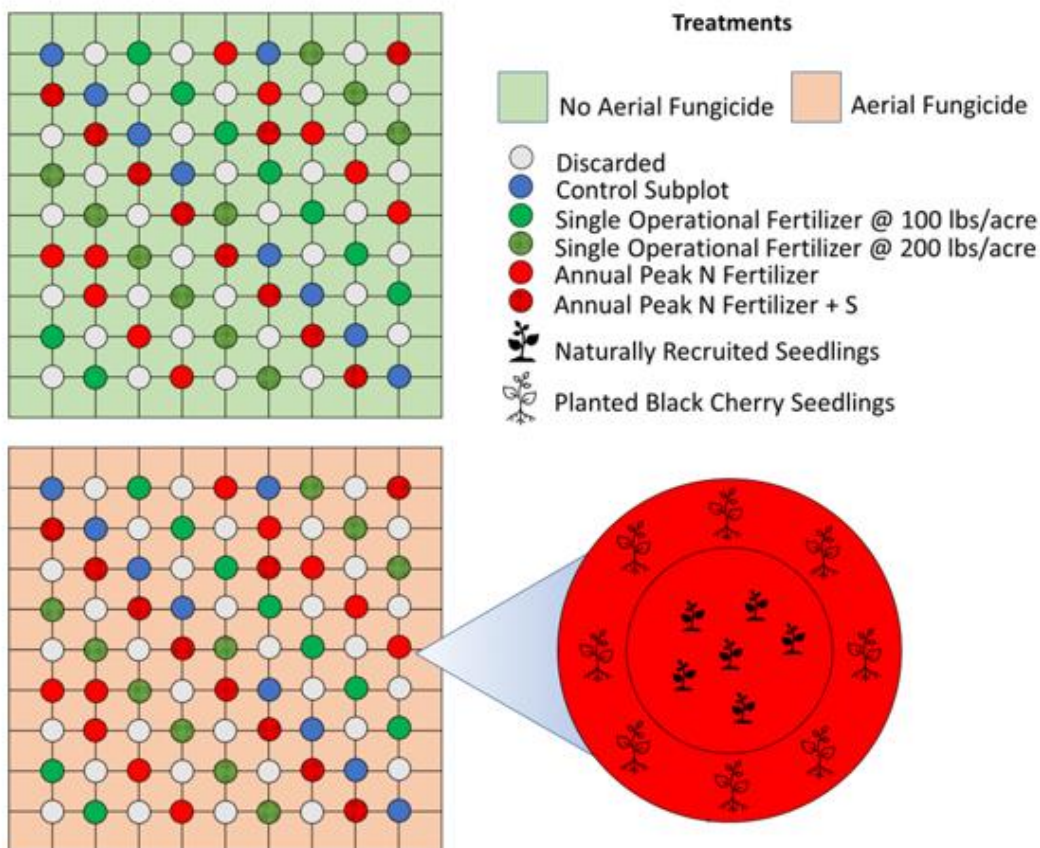 Treatments
No Aerial Fungicide
Aerial Fungicide
Discarded
Control Subplot
Single Operational Fertilizer @ 100 lbs/acre
Single Operational Fertilizer @ 200 lbs/acre
Annual Peak N Fertilizer
Annual Peak N Fertilizer + S
Naturally Recruited Seedlings
Planted Black Cherry Seedlings